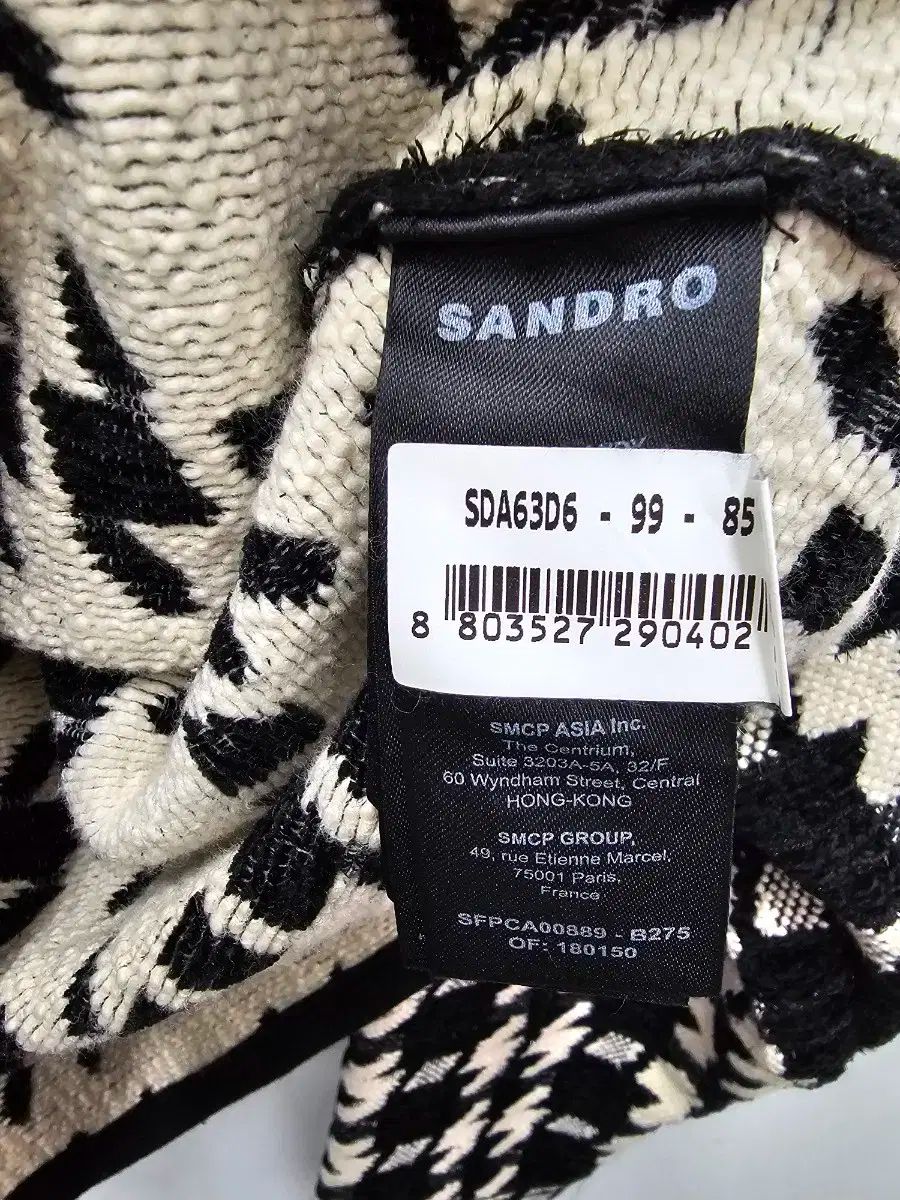 SANDRO
SDA63D6 - 99 - 85
8 803527 290402
SMCP ASIA Inc.
The Centrium,
Suite 3203A-5A, 32/F
60 Wyndham Street, Central
HONG-KONG
SMCP GROUP,
49, rue Etienne Marcel,
75001 Paris,
France
SFPCA00889 - B275
OF: 180150